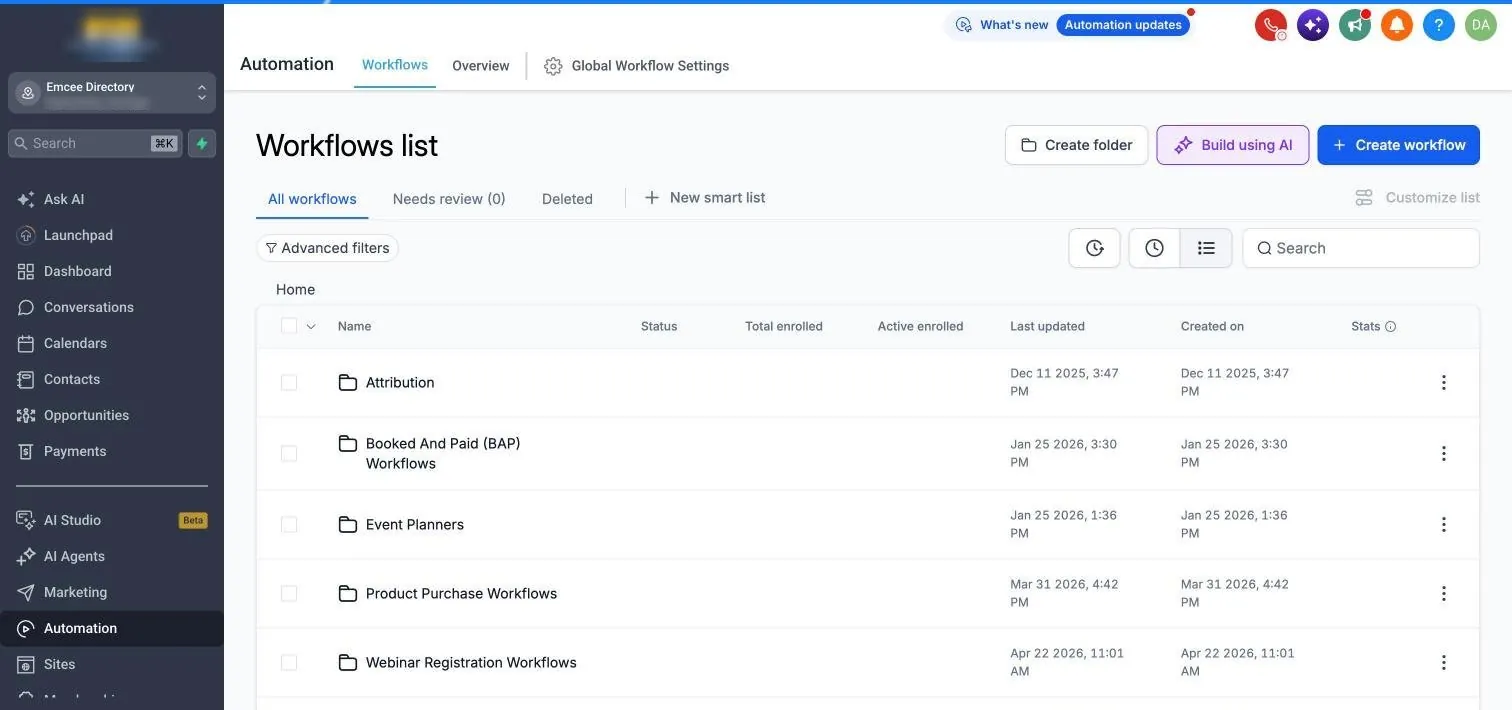 What's new
Automation updates
?
DA
Automation
Workflows
Overview
Global Workflow Settings
Emcee Directory
Search
⌘K
Ask AI
Launchpad
Dashboard
Conversations
Calendars
Contacts
Opportunities
Payments
AI Studio
Beta
AI Agents
Marketing
Automation
Sites
Workflows list
Create folder
Build using AI
+ Create workflow
All workflows
Needs review (0)
Deleted
+ New smart list
Customize list
Advanced filters
Search
Home
Name Status Total enrolled Active enrolled Last updated Created on Stats
Attribution
Dec 11 2025, 3:47
PM
Dec 11 2025, 3:47
PM
Booked And Paid (BAP)
Workflows
Jan 25 2026, 3:30
PM
Jan 25 2026, 3:30
PM
Event Planners
Jan 25 2026, 1:36
PM
Jan 25 2026, 1:36
PM
Product Purchase Workflows
Mar 31 2026, 4:42
PM
Mar 31 2026, 4:42
PM
Webinar Registration Workflows
Apr 22 2026, 11:01
AM
Apr 22 2026, 11:01
AM